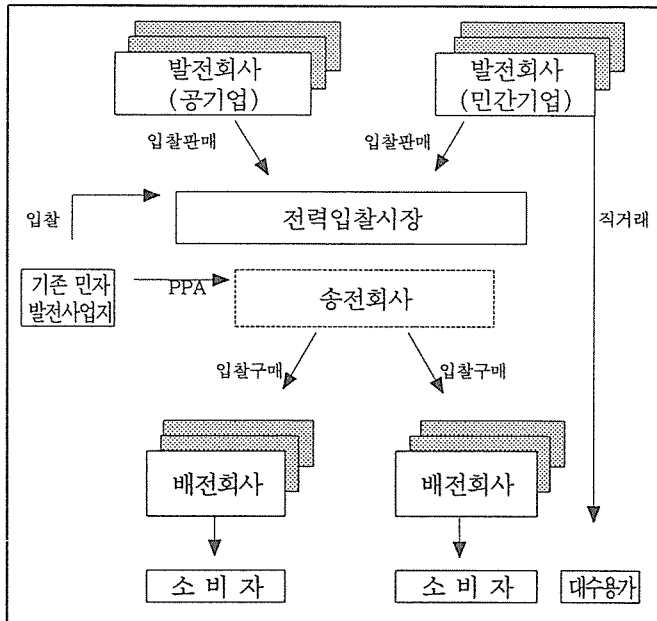 발전회사
(공기업)
발전회사
(민간기업)
입찰판매
입찰판매
입찰
전력입찰시장
직거래
기존 민자
발전사업지
PPA
송전회사
입찰구매
입찰구매
배전회사
배전회사
소 비 자
소 비 자
대수용가